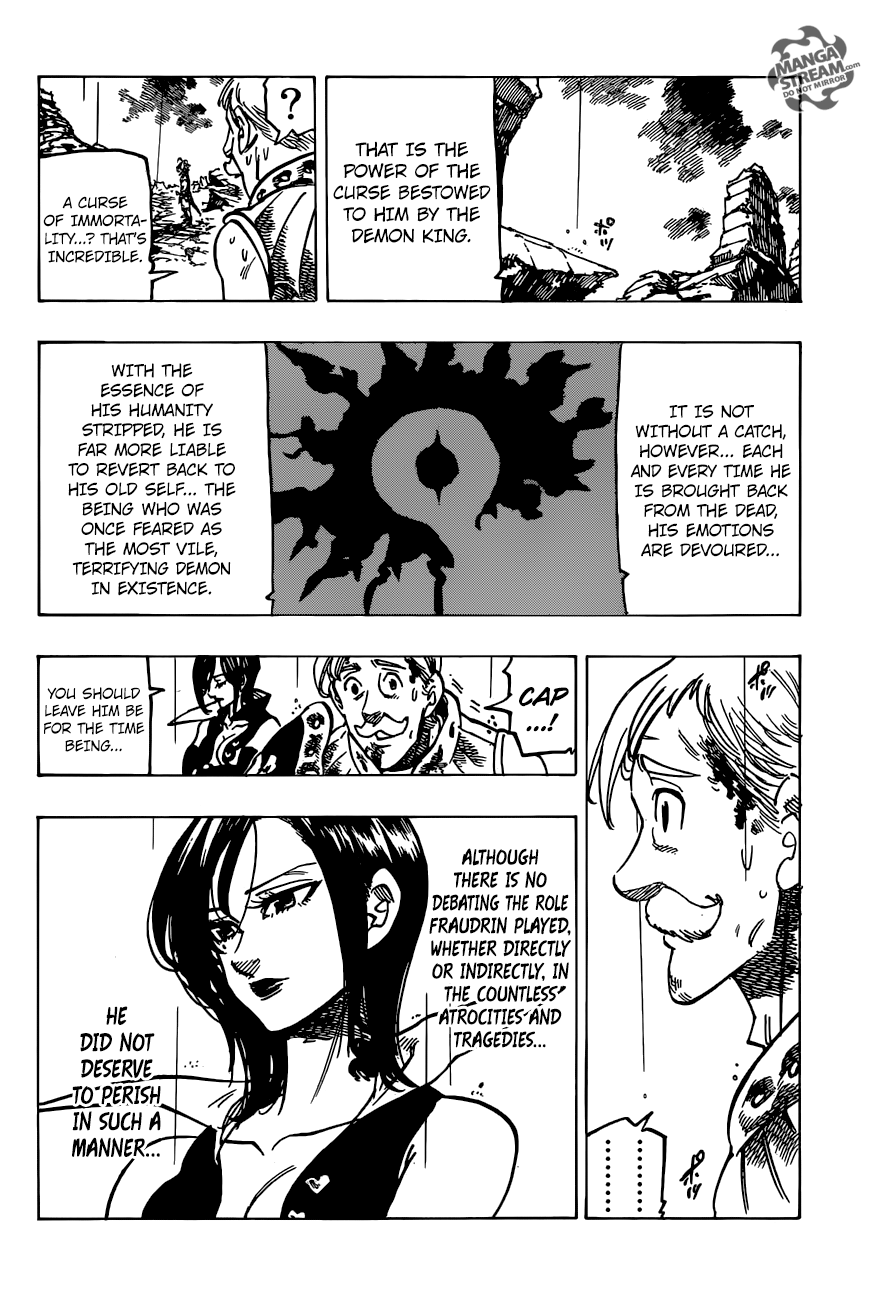 MANGA
STREAM.com
DO NOT MIRROR
THAT IS THE
POWER OF THE
CURSE BESTOWED
TO HIM BY THE
DEMON KING.
ポツ
?
A CURSE
OF IMMORTA-
LITY...? THAT'S
INCREDIBLE.
IT IS NOT
WITHOUT A CATCH,
HOWEVER... EACH
AND EVERY TIME HE
IS BROUGHT BACK
FROM THE DEAD,
HIS EMOTIONS
ARE DEVOURED...
WITH THE
ESSENCE OF
HIS HUMANITY
STRIPPED, HE IS
FAR MORE LIABLE
TO REVERT BACK TO
HIS OLD SELF... THE
BEING WHO WAS
ONCE FEARED AS
THE MOST VILE,
TERRIFYING DEMON
IN EXISTENCE.
ポツ
ポツ
.......
.......
CAP
...!
YOU SHOULD
LEAVE HIM BE
FOR THE TIME
BEING...
ALTHOUGH
THERE IS NO
DEBATING THE ROLE
FRAUDRIN PLAYED,
WHETHER DIRECTLY
OR INDIRECTLY, IN
THE COUNTLESS
ATROCITIES AND
TRAGEDIES...
HE
DID NOT
DESERVE
TO PERISH
IN SUCH A
MANNER...